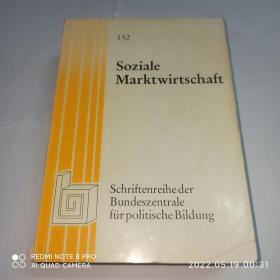 152
Soziale
Marktwirtschaft
Schriftenreihe der
Bundeszentrale
für politische Bildung
REDMI NOTE 8 PRO
AI QUAD CAMERA
2022.05.19 00:31